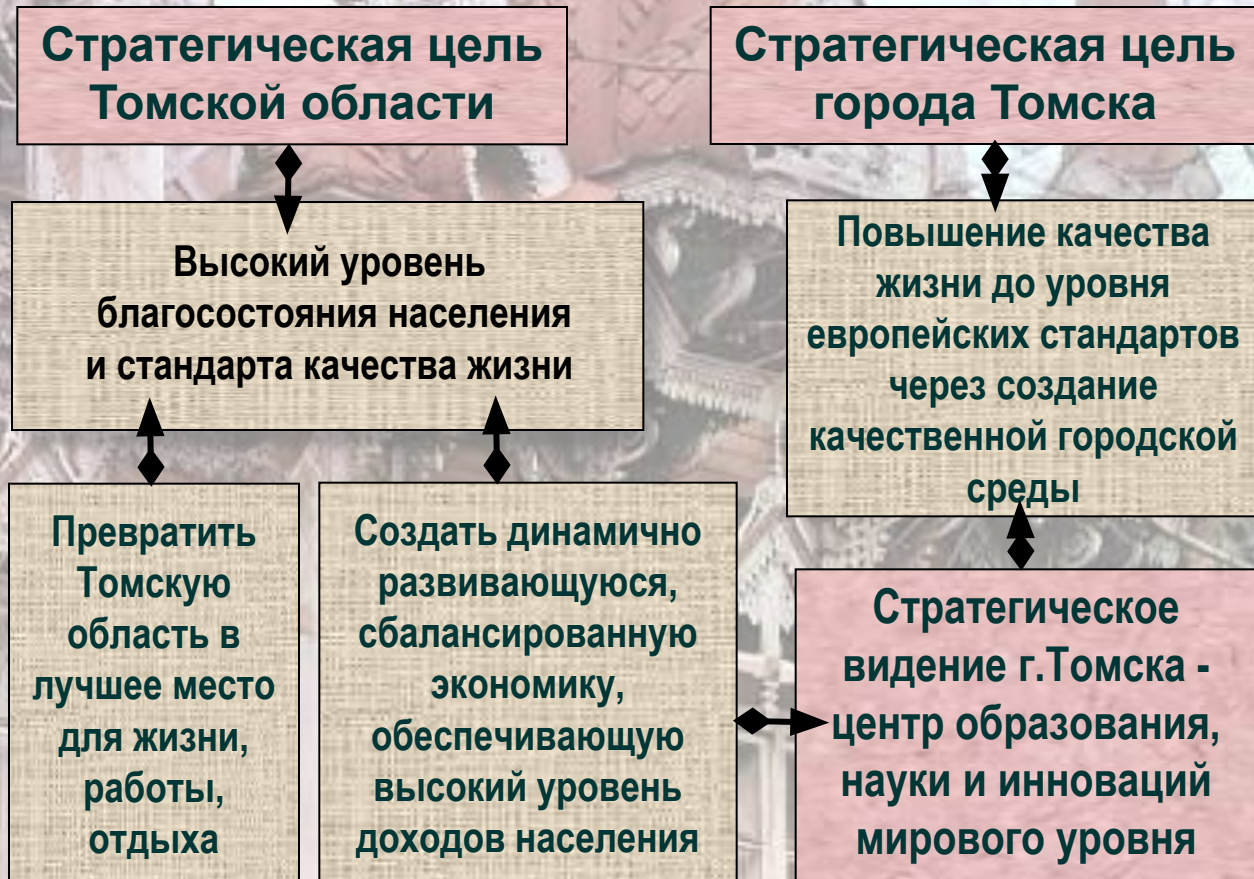 Стратегическая цель
Томской области
Стратегическая цель
города Томска
Высокий уровень
благосостояния населения
и стандарта качества жизни
Повышение качества
жизни до уровня
европейских стандартов
через создание
качественной городской
среды
Превратить
Томскую
область в
лучшее место
для жизни,
работы,
отдыха
Создать динамично
развивающуюся,
сбалансированную
экономику,
обеспечивающую
высокий уровень
доходов населения
Стратегическое
видение г.Томска -
центр образования,
науки и инноваций
мирового уровня